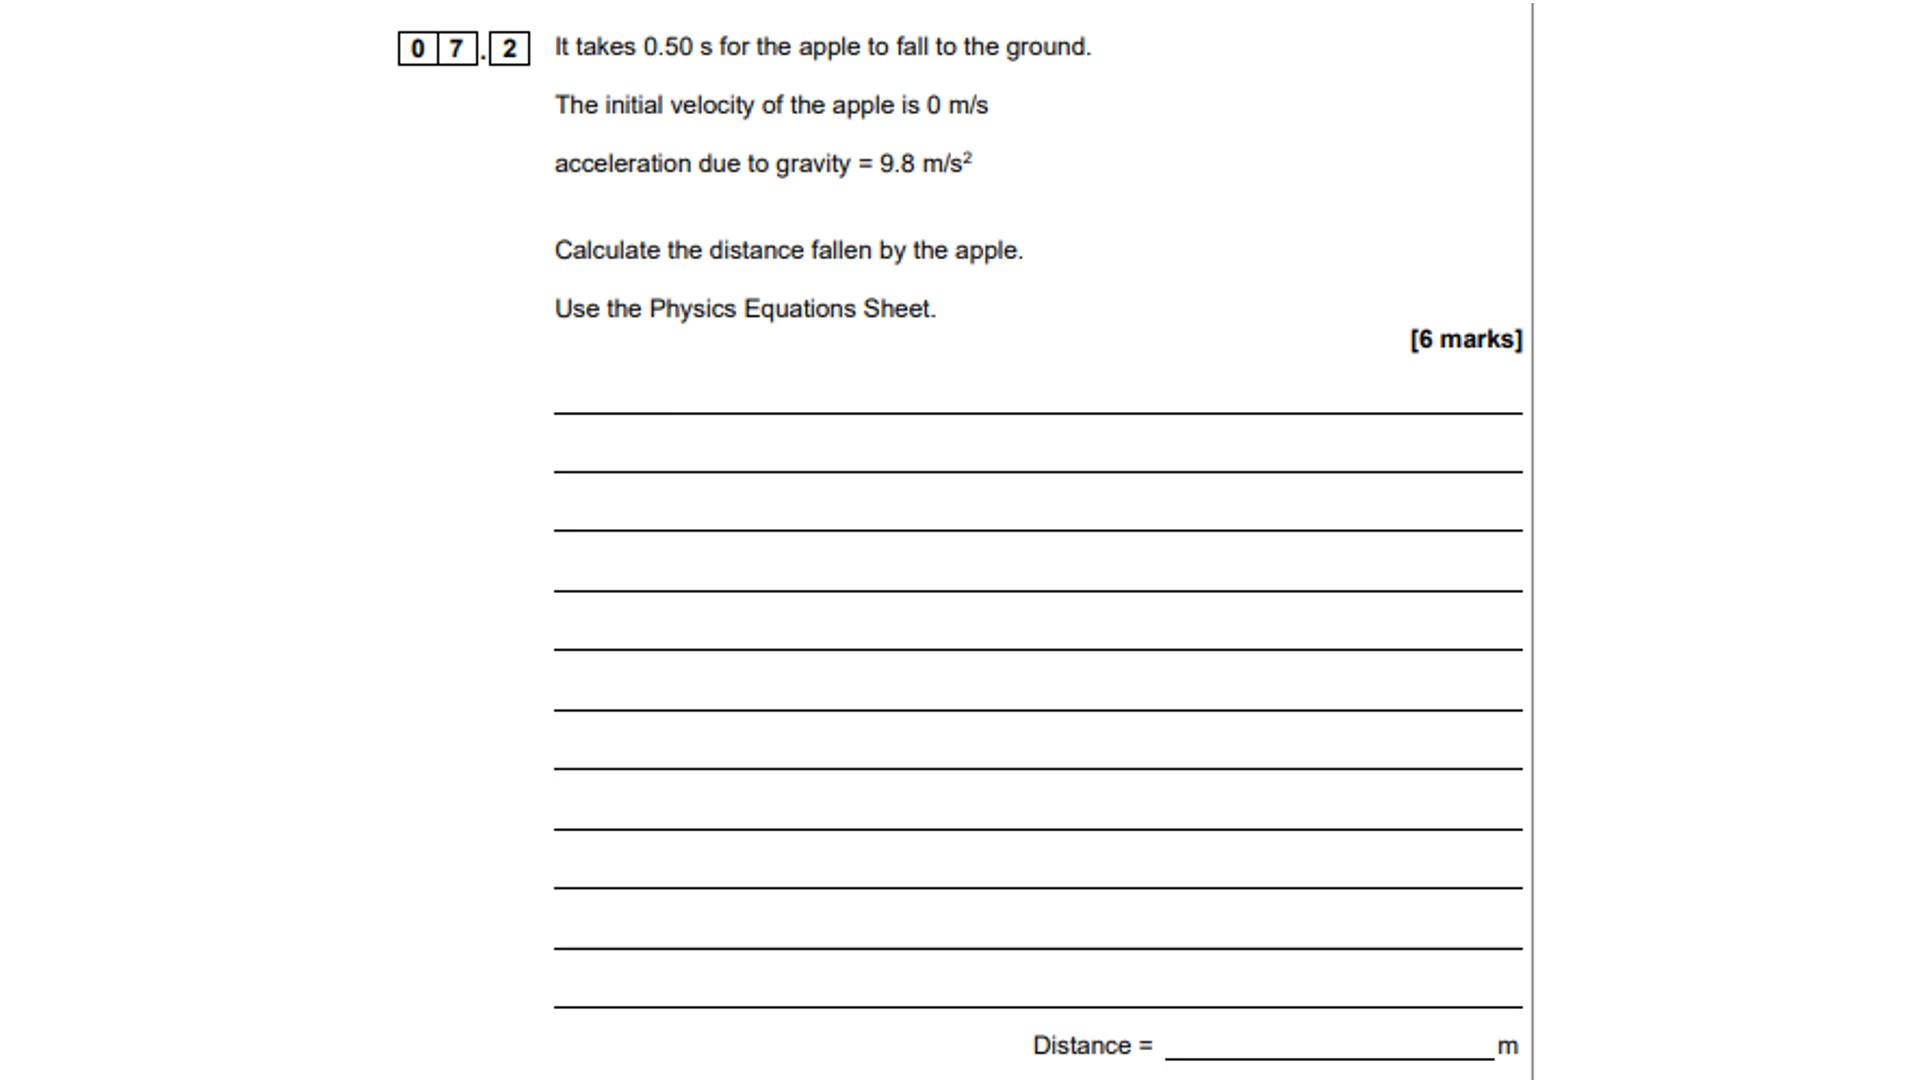 0 7 . 2 It takes 0.50 s for the apple to fall to the ground.
The initial velocity of the apple is 0 m/s
acceleration due to gravity = 9.8 m/s²
Calculate the distance fallen by the apple.
Use the Physics Equations Sheet.
[6 marks]
Distance = m